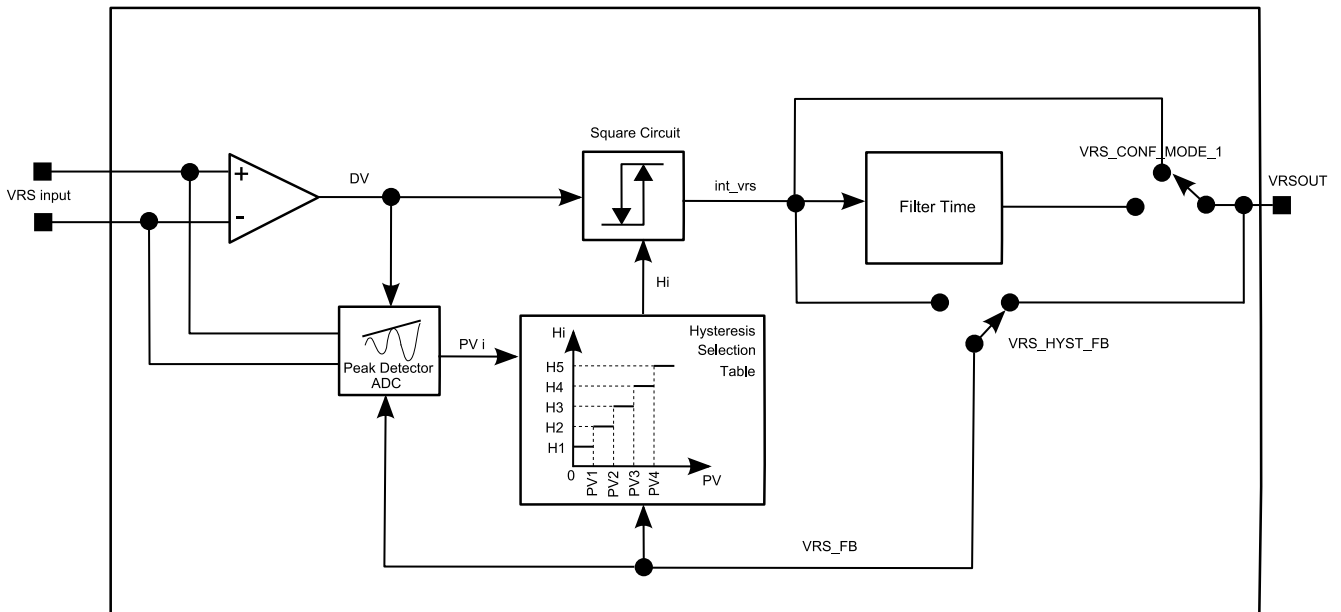 Square Circuit
VRS_CONF_MODE_1
VRS input
+
-
DV
int_vrs
Filter Time
VRSOUT
Hi
Peak Detector
ADC
PV i
Hi
Hysteresis
Selection
Table
H5
H4
H3
H2
H1
0
PV1
PV2
PV3
PV4
PV
VRS_HYST_FB
VRS_FB